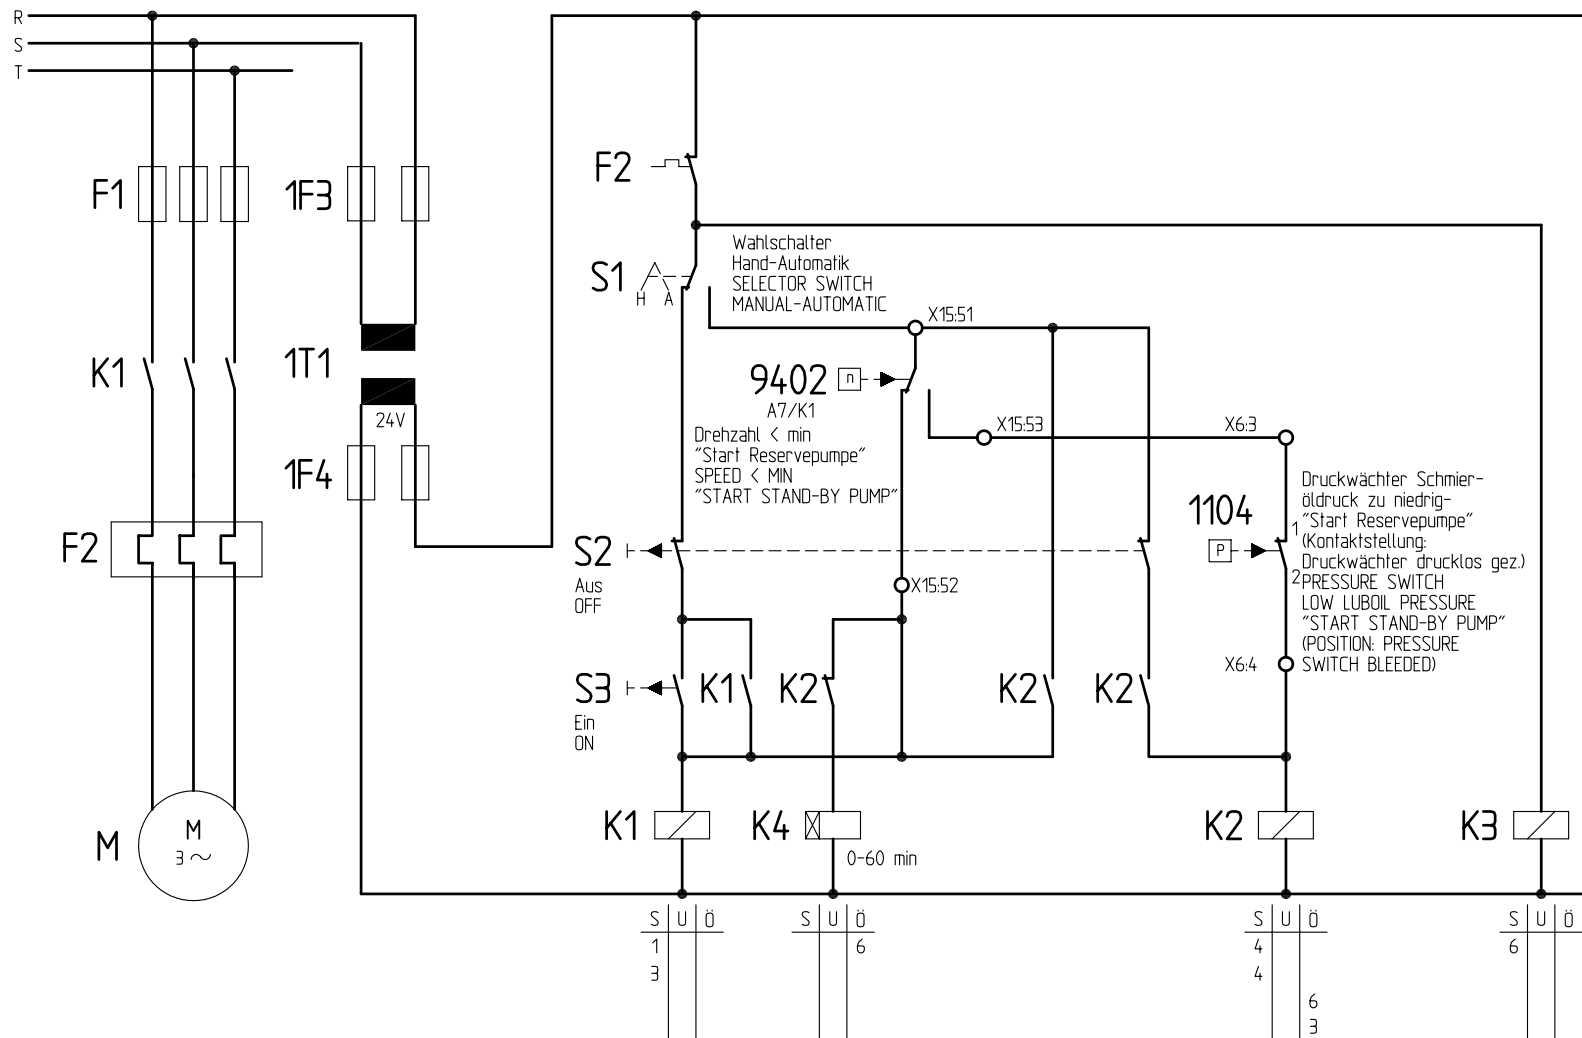 R
S
T
F1
1F3
F2
S1
H A
Wahlschalter
Hand-Automatik
SELECTOR SWITCH
MANUAL-AUTOMATIC
X15:51
K1
1T1
24V
9402
n
A7/K1
Drehzahl < min
"Start Reservepumpe"
SPEED < MIN
"START STAND-BY PUMP"
X15:53
X6:3
1F4
F2
S2
Aus
OFF
X15:52
1104
P
1
2
Druckwächter Schmier-
öldruck zu niedrig-
"Start Reservepumpe"
(Kontaktstellung:
Druckwächter drucklos gez.)
PRESSURE SWITCH
LOW LUBOIL PRESSURE
"START STAND-BY PUMP"
(POSITION: PRESSURE
SWITCH BLEEDED)
X6:4
S3
Ein
ON
K1
K2
K2
K2
M
M
3 ~
K1
K4
0-60 min
K2
K3
S U Ö
1
3
S U Ö
6
S U Ö
4
4
6
3
S U Ö
6